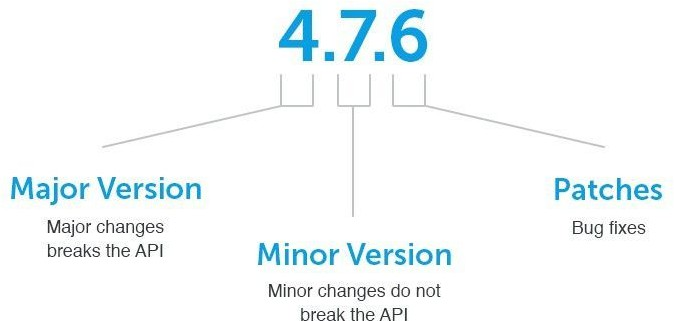 4.7.6
Major Version
Major changes
breaks the API
Minor Version
Minor changes do not
break the API
Patches
Bug fixes